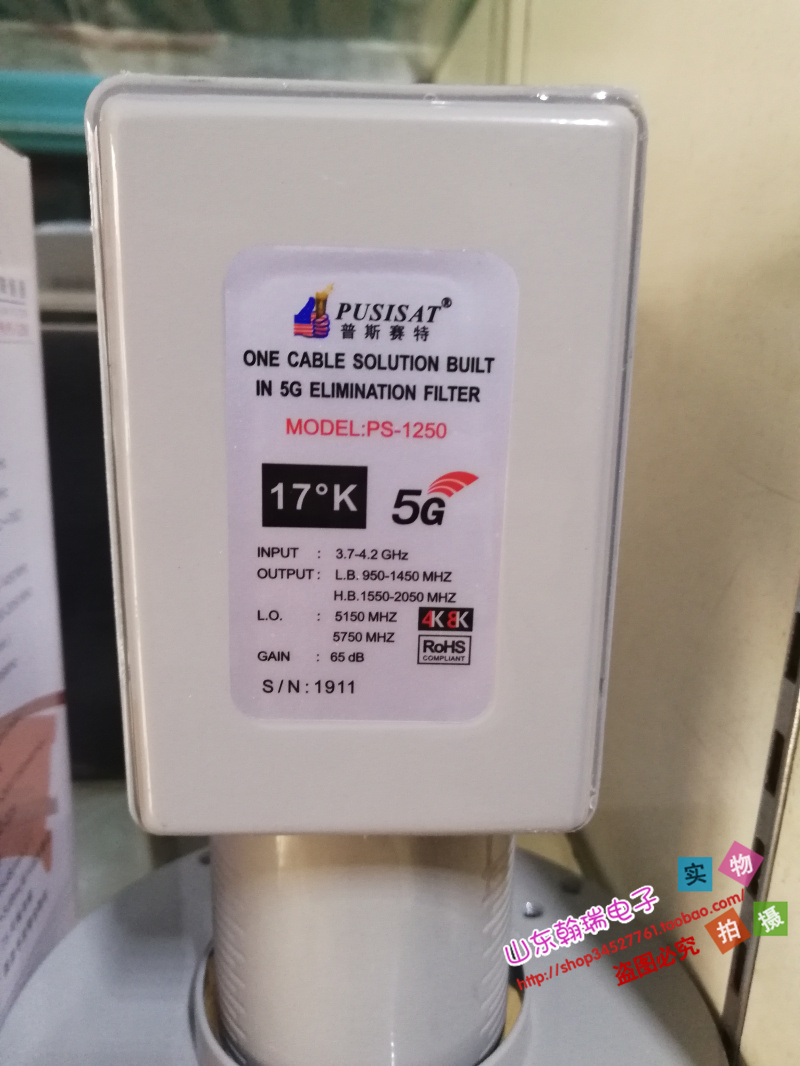 PUSISAT®
普斯赛特
ONE CABLE SOLUTION BUILT
IN 5G ELIMINATION FILTER
MODEL:PS-1250
17°K
5G
INPUT : 3.7-4.2 GHz
OUTPUT : L.B. 950-1450 MHZ
H.B.1550-2050 MHZ
L.O. : 5150 MHZ
5750 MHZ
4K 8K
RoHS
COMPLIANT
GAIN : 65 dB
S/N:1911
实物
拍摄
山东翰瑞电子
http://shop34527761.taobao.com/
盗图必究